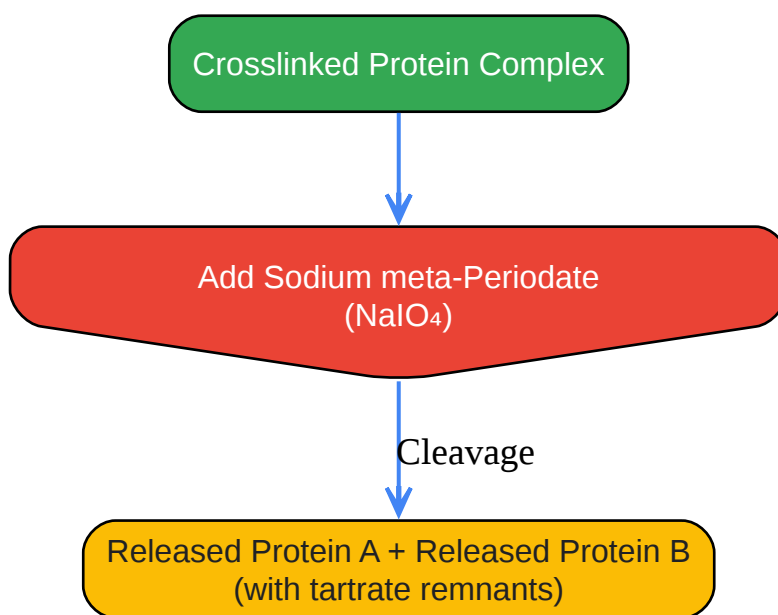 Crosslinked Protein Complex
Add Sodium meta-Periodate
(NaIO₄)
Cleavage
Released Protein A + Released Protein B
(with tartrate remnants)